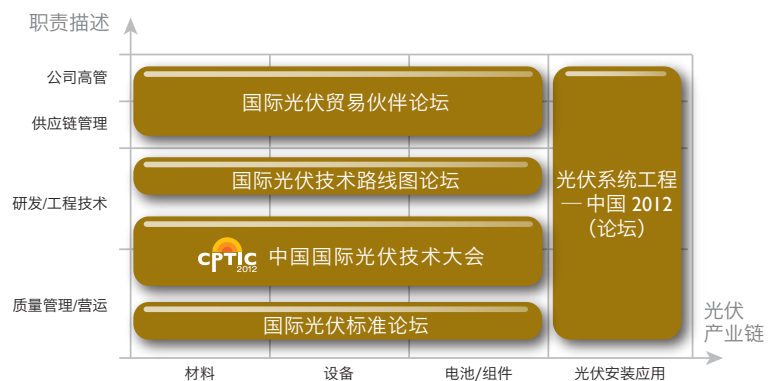 职责描述
公司高管
供应链管理
研发/工程技术
质量管理/营运
国际光伏贸易伙伴论坛
国际光伏技术路线图论坛
CPTIC
2012
中国国际光伏技术大会
国际光伏标准论坛
光伏系统工程
— 中国 2012
（论坛）
光伏
产业链
材料
设备
电池/组件
光伏安装应用